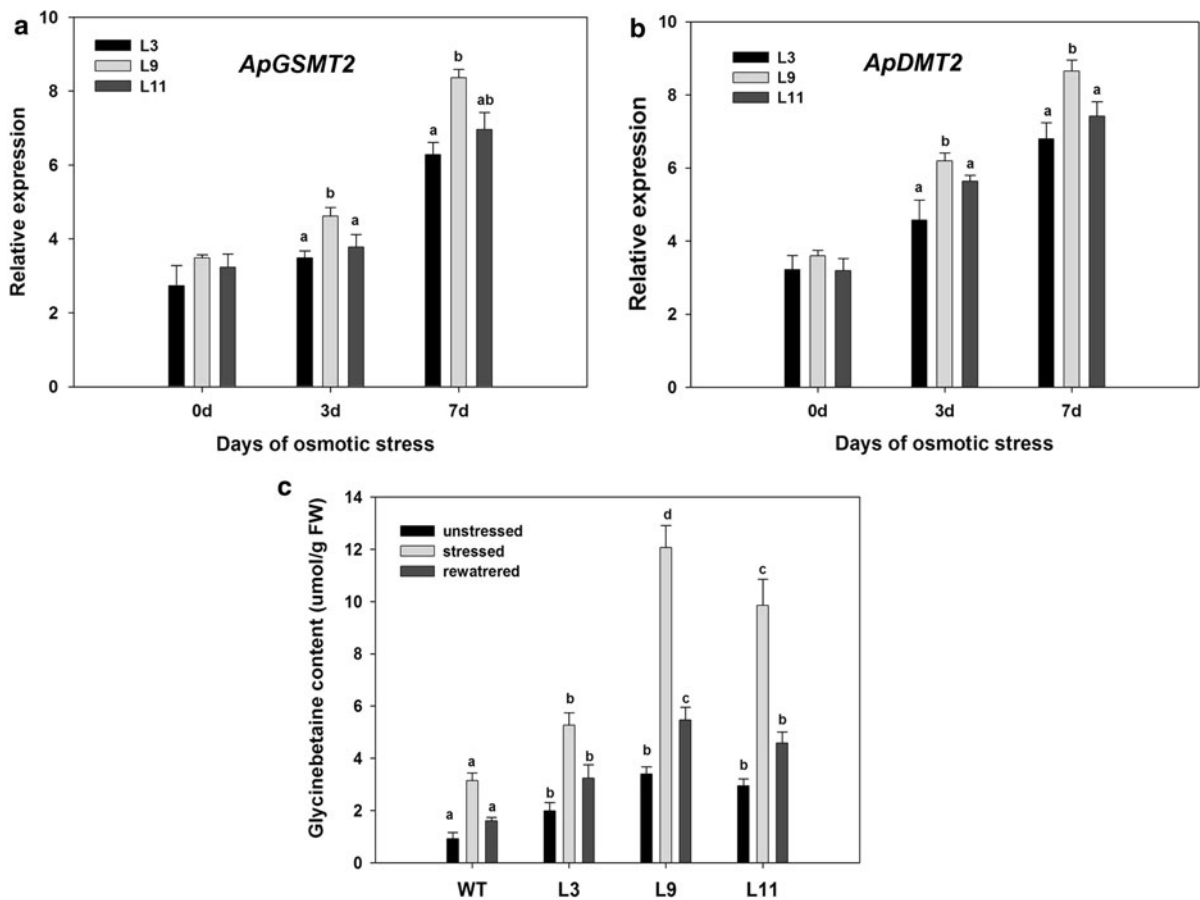 a
L3
L9
L11
ApGSMT2
Relative expression
10
8
6
4
2
0
a
b
a
a
b
ab
0d
3d
7d
Days of osmotic stress
b
L3
L9
L11
ApDMT2
Relative expression
10
8
6
4
2
0
a
b
a
a
b
a
0d
3d
7d
Days of osmotic stress
c
unstressed
stressed
rewatrered
Glycinebetaine content (umol/g FW)
14
12
10
8
6
4
2
0
a
a
a
b
b
b
b
d
c
b
c
b
WT
L3
L9
L11